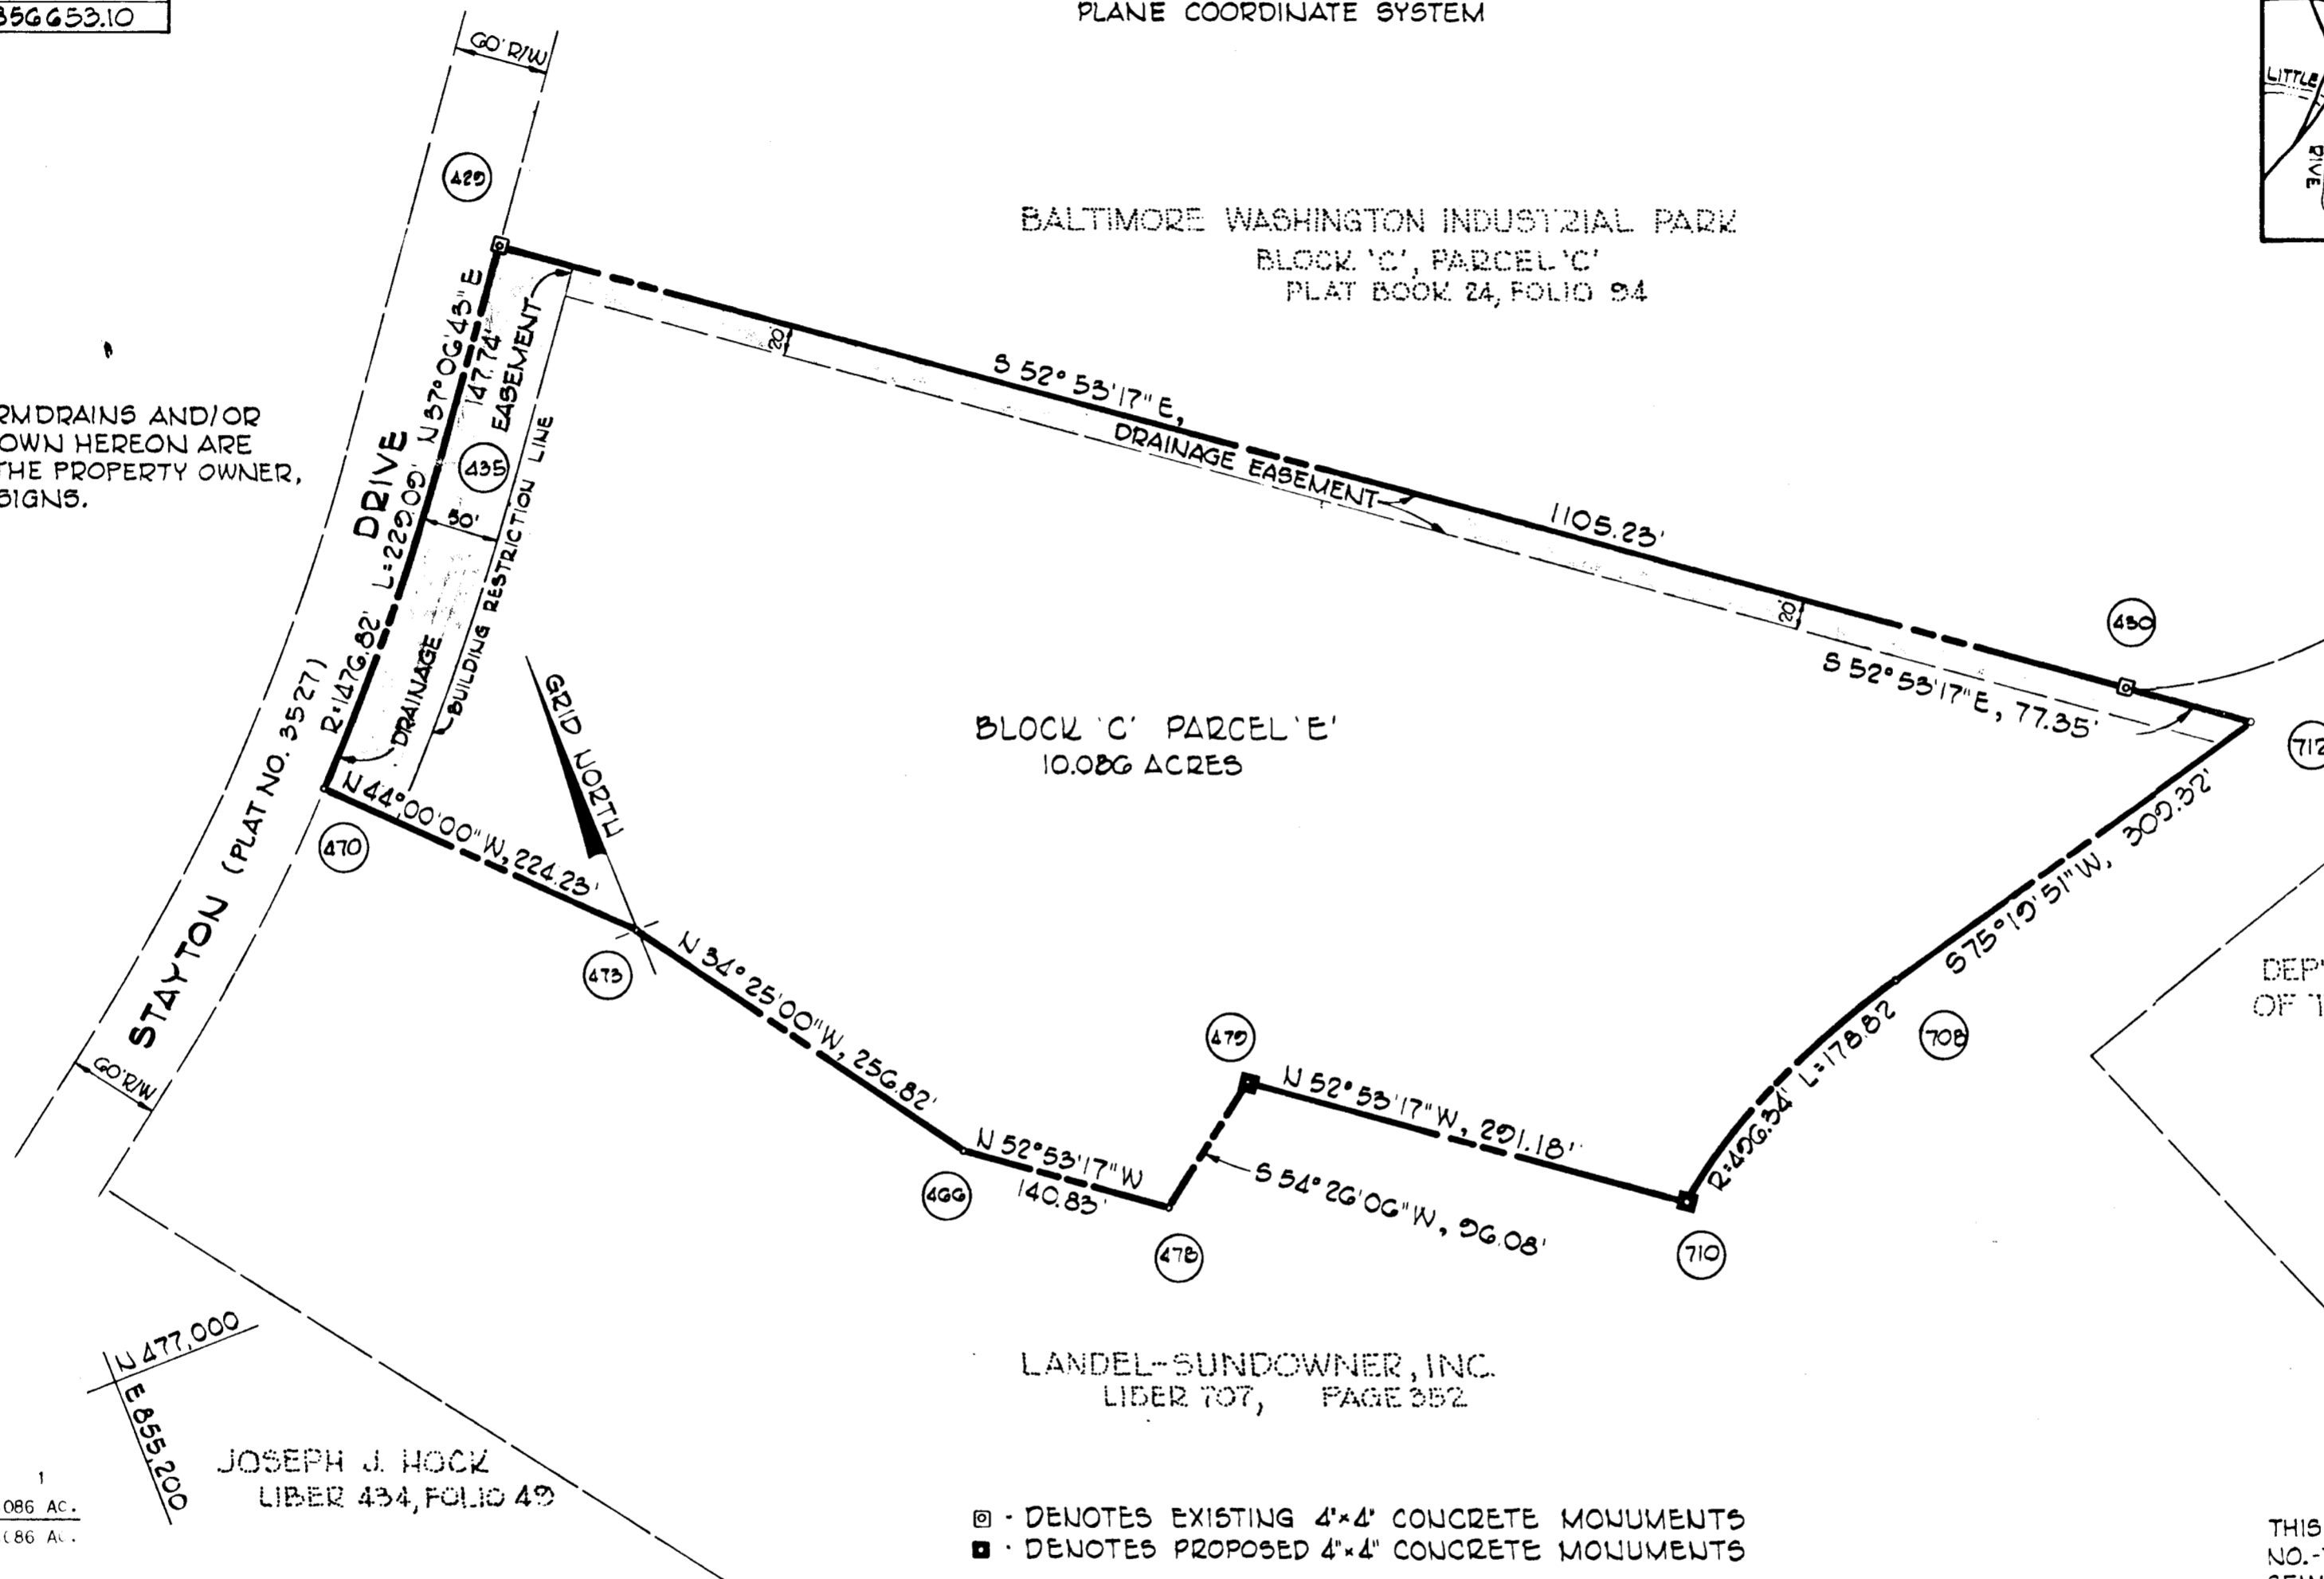 356653.10
PLANE COORDINATE SYSTEM
60' R/W
LITTLE
429
BALTIMORE WASHINGTON INDUSTRIAL PARK
BLOCK 'C', PARCEL 'C'
PLAT BOOK 24, FOLIO 94
N 37° 06' 43" E
147.74'
EASEMENT
20'
S 52° 53' 17" E,
1105.23'
DRAINAGE EASEMENT
RMDRAINS AND/OR
OWN HEREON ARE
THE PROPERTY OWNER,
SIGNS.
435
50'
BUILDING RESTRICTION LINE
DRAINAGE
R=1476.82' L=229.09'
STAYTON DRIVE
(PLAT NO. 3527)
60' R/W
20'
430
S 52° 53' 17" E, 77.35'
712
GRID NORTH
BLOCK 'C' PARCEL 'E'
10.086 ACRES
N 44° 00' 00" W, 224.23'
470
473
N 34° 25' 00" W, 256.82'
S 75° 19' 51" W, 309.32'
708
R=496.34' L=178.82
479
N 52° 53' 17" W, 291.18'
N 52° 53' 17" W
140.83'
466
S 54° 26' 06" W, 96.08'
478
710
N 477,000
E 855,200
LANDEL-SUNDOWNER, INC.
LIBER 707, PAGE 352
JOSEPH J. HOCK
LIBER 434, FOLIO 49
1
086 AC.
086 AC.
- DENOTES EXISTING 4"x4" CONCRETE MONUMENTS
- DENOTES PROPOSED 4"x4" CONCRETE MONUMENTS
THIS
NO.-